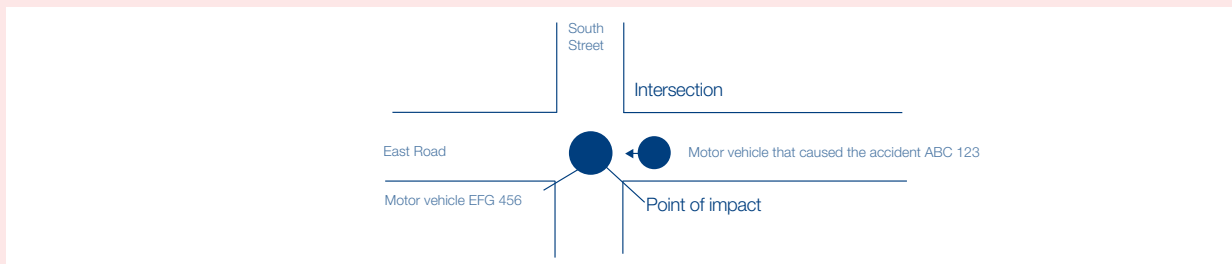 South
Street
Intersection
East Road
Motor vehicle that caused the accident ABC 123
Motor vehicle EFG 456
Point of impact